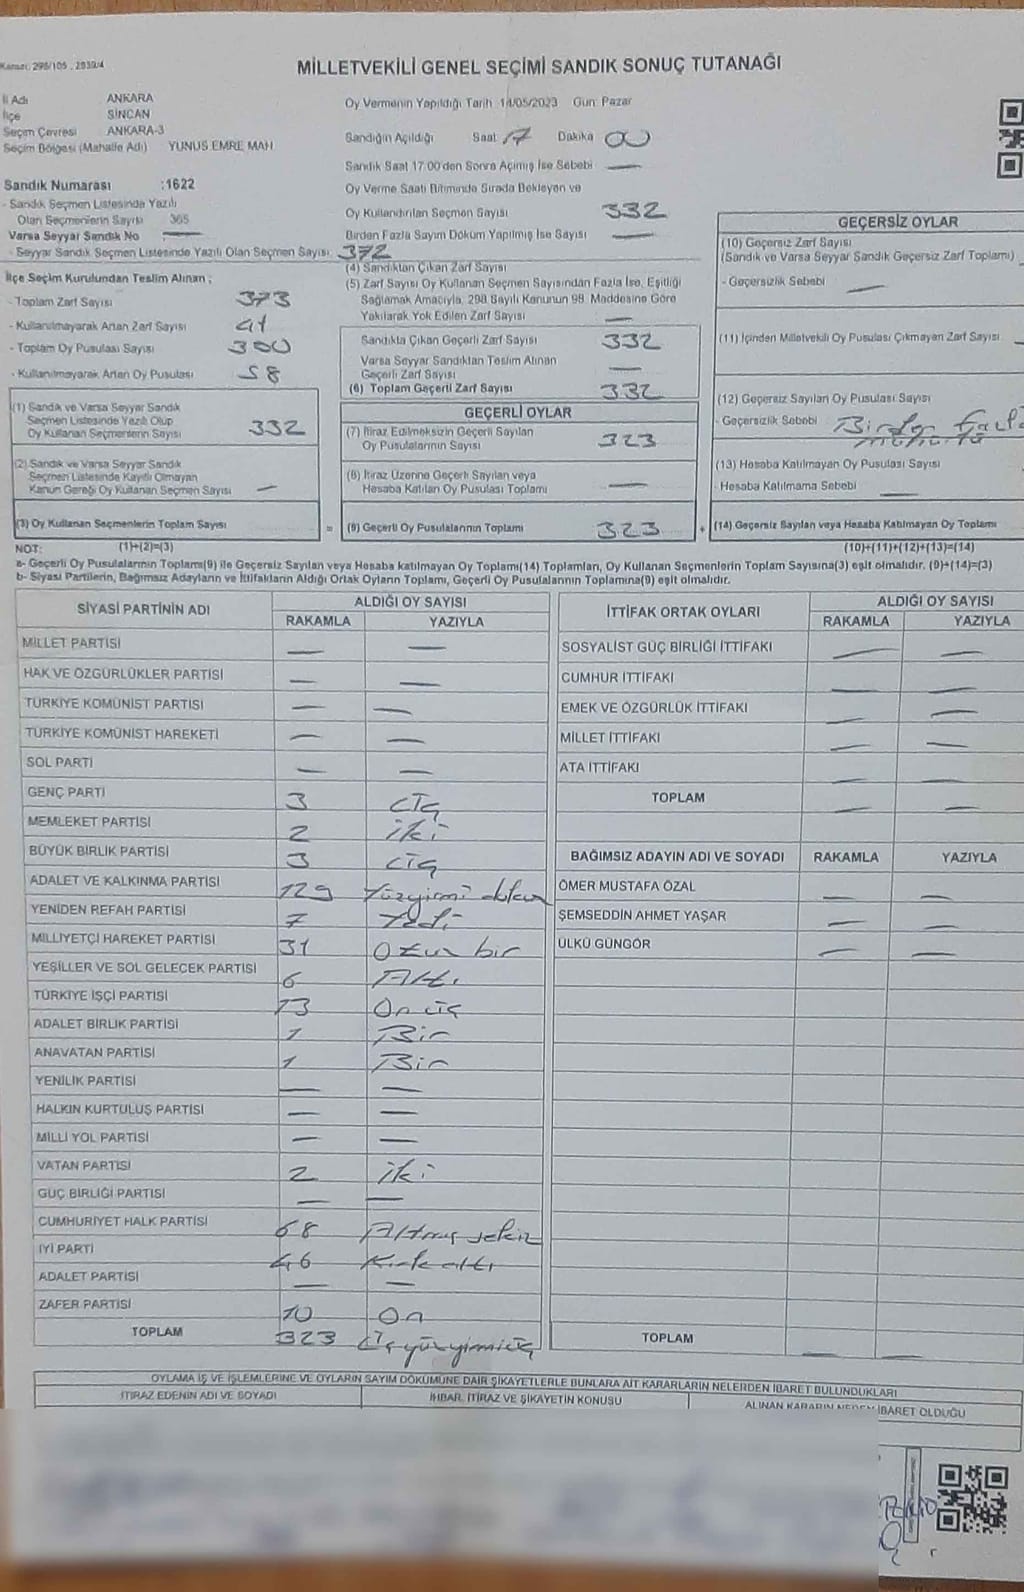 Karar: 298/105 , 2839/4
MİLLETVEKİLİ GENEL SEÇİMİ SANDIK SONUÇ TUTANAĞI
İl Adı ANKARA
İlçe SİNCAN
Seçim Çevresi : ANKARA-3
Seçim Bölgesi (Mahalle Adı) YUNUS EMRE MAH
Sandık Numarası :1622
- Sandık Seçmen Listesinde Yazılı
Olan Seçmenlerin Sayısı 365
Varsa Seyyar Sandık No —
- Seyyar Sandık Seçmen Listesinde Yazılı Olan Seçmen Sayısı: 372
İlçe Seçim Kurulundan Teslim Alınan ;
- Toplam Zarf Sayısı 373
- Kullanılmayarak Artan Zarf Sayısı 41
- Toplam Oy Pusulası Sayısı
- Kullanılmayarak Artan Oy Pusulası 58
(1) Sandık ve Varsa Seyyar Sandık
Seçmen Listesinde Yazılı Olup
Oy Kullanan Seçmenlerin Sayısı 332
(2) Sandık ve Varsa Seyyar Sandık
Seçmen Listesinde Kayıtlı Olmayan
Kanun Gereği Oy Kullanan Seçmen Sayısı —
(3) Oy Kullanan Seçmenlerin Toplam Sayısı
Oy Vermenin Yapıldığı Tarih 14/05/2023 Gün: Pazar
Sandığın Açıldığı Saat 17 Dakika 00
Sandık Saat 17:00'den Sonra Açılmış İse Sebebi —
Oy Verme Saati Bitiminde Sırada Bekleyen ve
Oy Kullandırılan Seçmen Sayısı 332
Birden Fazla Sayım Döküm Yapılmış İse Sayısı —
(4) Sandıktan Çıkan Zarf Sayısı
(5) Zarf Sayısı Oy Kullanan Seçmen Sayısından Fazla İse, Eşitliği
Sağlamak Amacıyla, 298 Sayılı Kanunun 98. Maddesine Göre
Yakılarak Yok Edilen Zarf Sayısı —
Sandıkta Çıkan Geçerli Zarf Sayısı 332
Varsa Seyyar Sandıktan Teslim Alınan
Geçerli Zarf Sayısı —
(6) Toplam Geçerli Zarf Sayısı 332
GEÇERLİ OYLAR
(7) İtiraz Edilmeksizin Geçerli Sayılan
Oy Pusulalarının Sayısı 323
(8) İtiraz Üzerine Geçerli Sayılan veya
Hesaba Katılan Oy Pusulası Toplamı —
= (9) Geçerli Oy Pusulalarının Toplamı 323
GEÇERSİZ OYLAR
(10) Geçersiz Zarf Sayısı
(Sandık ve Varsa Seyyar Sandık Geçersiz Zarf Toplamı) —
- Geçersizlik Sebebi —
(11) İçinden Milletvekili Oy Pusulası Çıkmayan Zarf Sayısı —
(12) Geçersiz Sayılan Oy Pusulası Sayısı
- Geçersizlik Sebebi Birden
(13) Hesaba Katılmayan Oy Pusulası Sayısı
- Hesaba Katılmama Sebebi —
+ (14) Geçersiz Sayılan veya Hesaba Katılmayan Oy Toplamı
NOT: (1)+(2)=(3) (10)+(11)+(12)+(13)=(14)
a- Geçerli Oy Pusulalarının Toplamı(9) ile Geçersiz Sayılan veya Hesaba katılmayan Oy Toplamı(14) Toplamları, Oy Kullanan Seçmenlerin Toplam Sayısına(3) eşit olmalıdır. (9)+(14)=(3)
b- Siyasi Partilerin, Bağımsız Adayların ve İttifakların Aldığı Ortak Oyların Toplamı, Geçerli Oy Pusulalarının Toplamına(9) eşit olmalıdır.
SİYASİ PARTİNİN ADI ALDIĞI OY SAYISI
RAKAMLA YAZIYLA
MİLLET PARTİSİ — —
HAK VE ÖZGÜRLÜKLER PARTİSİ — —
TÜRKİYE KOMÜNİST PARTİSİ — —
TÜRKİYE KOMÜNİST HAREKETİ — —
SOL PARTİ — —
GENÇ PARTİ 3 üç
MEMLEKET PARTİSİ 2 iki
BÜYÜK BİRLİK PARTİSİ 3 üç
ADALET VE KALKINMA PARTİSİ 129 Yüzyirmi dokuz
YENİDEN REFAH PARTİSİ 7 Yedi
MİLLİYETÇİ HAREKET PARTİSİ 31 Otuz bir
YEŞİLLER VE SOL GELECEK PARTİSİ 6 Altı
TÜRKİYE İŞÇİ PARTİSİ 13 On üç
ADALET BİRLİK PARTİSİ 1 Bir
ANAVATAN PARTİSİ 1 Bir
YENİLİK PARTİSİ — —
HALKIN KURTULUŞ PARTİSİ — —
MİLLİ YOL PARTİSİ — —
VATAN PARTİSİ 2 iki
GÜÇ BİRLİĞİ PARTİSİ — —
CUMHURİYET HALK PARTİSİ 68 Altmış sekiz
İYİ PARTİ 46 Kırk altı
ADALET PARTİSİ — —
ZAFER PARTİSİ 10 On
TOPLAM 323 Üçyüzyirmiüç
İTTİFAK ORTAK OYLARI ALDIĞI OY SAYISI
RAKAMLA YAZIYLA
SOSYALİST GÜÇ BİRLİĞİ İTTİFAKI — —
CUMHUR İTTİFAKI — —
EMEK VE ÖZGÜRLÜK İTTİFAKI — —
MİLLET İTTİFAKI — —
ATA İTTİFAKI — —
TOPLAM — —
BAĞIMSIZ ADAYIN ADI VE SOYADI RAKAMLA YAZIYLA
ÖMER MUSTAFA ÖZAL — —
ŞEMSEDDİN AHMET YAŞAR — —
ÜLKÜ GÜNGÖR — —
TOPLAM — —
OYLAMA İŞ VE İŞLEMLERİNE VE OYLARIN SAYIM DÖKÜMÜNE DAİR ŞİKAYETLERLE BUNLARA AİT KARARLARIN NELERDEN İBARET BULUNDUKLARI
İTİRAZ EDENİN ADI VE SOYADI İHBAR, İTİRAZ VE ŞİKAYETİN KONUSU ALINAN KARARIN NEDEN İBARET OLDUĞU